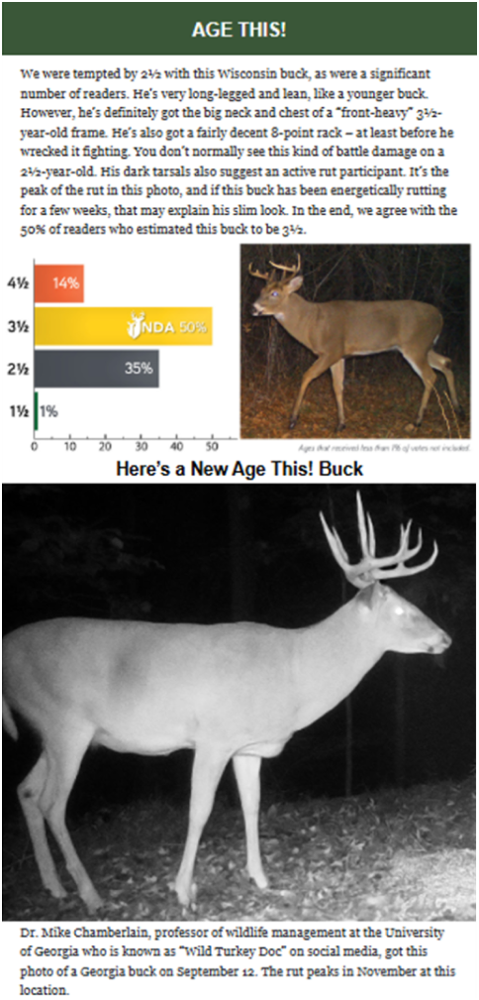 AGE THIS!
We were tempted by 2½ with this Wisconsin buck, as were a significant
number of readers. He's very long-legged and lean, like a younger buck.
However, he's definitely got the big neck and chest of a "front-heavy" 3½-
year-old frame. He's also got a fairly decent 8-point rack – at least before he
wrecked it fighting. You don't normally see this kind of battle damage on a
2½-year-old. His dark tarsals also suggest an active rut participant. It's the
peak of the rut in this photo, and if this buck has been energetically rutting
for a few weeks, that may explain his slim look. In the end, we agree with the
50% of readers who estimated this buck to be 3½.
4½ 14%
3½ NDA 50%
2½ 35%
1½ 1%
0 10 20 30 40 50
Ages that received less than 1% of votes not included.
Here's a New Age This! Buck
Dr. Mike Chamberlain, professor of wildlife management at the University
of Georgia who is known as "Wild Turkey Doc" on social media, got this
photo of a Georgia buck on September 12. The rut peaks in November at this
location.